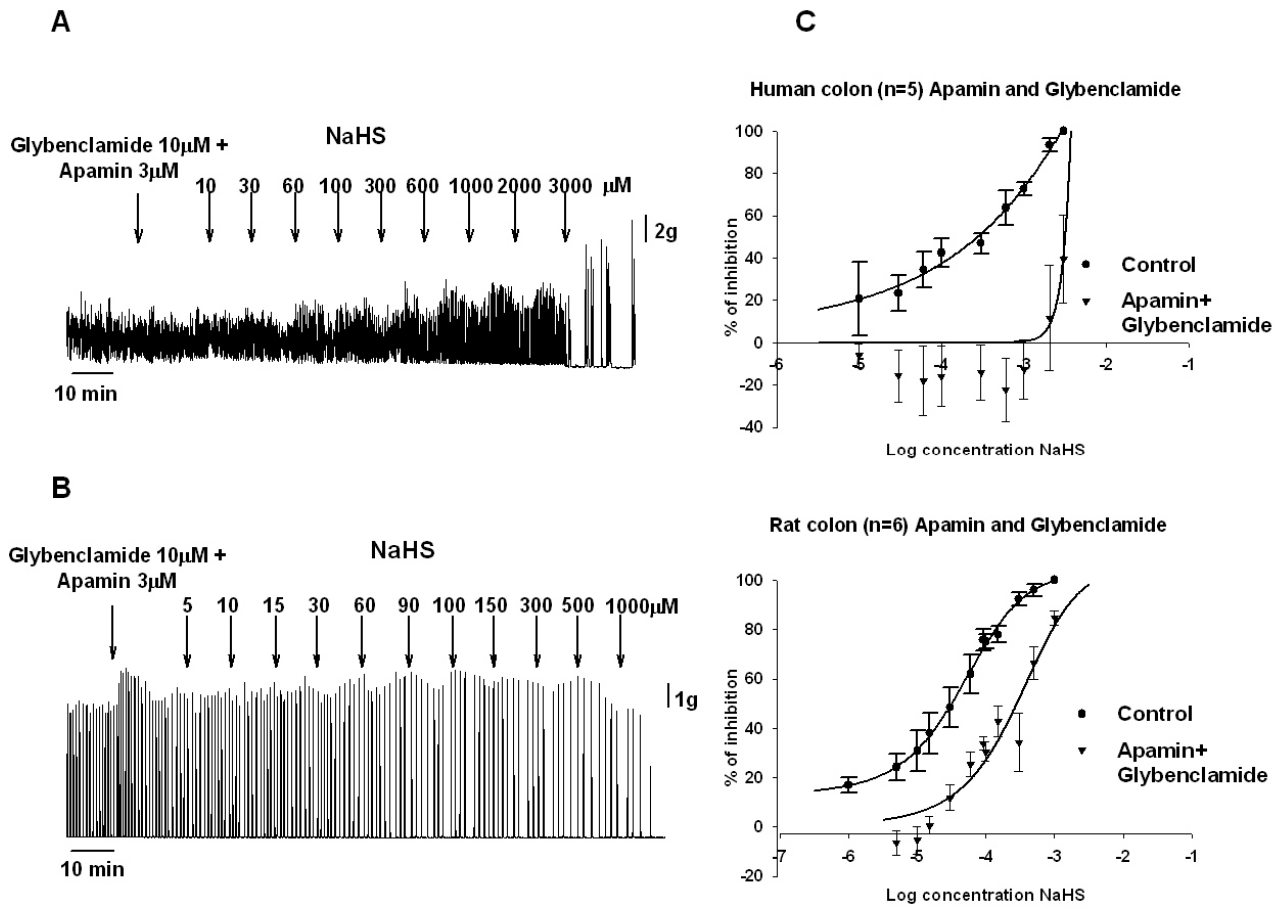 A
Glybenclamide 10μM +
Apamin 3μM
NaHS
10 30 60 100 300 600 1000 2000 3000 μM
2g
10 min
B
Glybenclamide 10μM +
Apamin 3μM
NaHS
5 10 15 30 60 90 100 150 300 500 1000μM
1g
10 min
C
Human colon (n=5) Apamin and Glybenclamide
% of inhibition
100
80
60
40
20
0
-20
-40
-6 -5 -4 -3 -2 -1
Log concentration NaHS
Control
Apamin+
Glybenclamide
Rat colon (n=6) Apamin and Glybenclamide
% of inhibition
100
80
60
40
20
0
-20
-7 -6 -5 -4 -3 -2 -1
Log concentration NaHS
Control
Apamin+
Glybenclamide